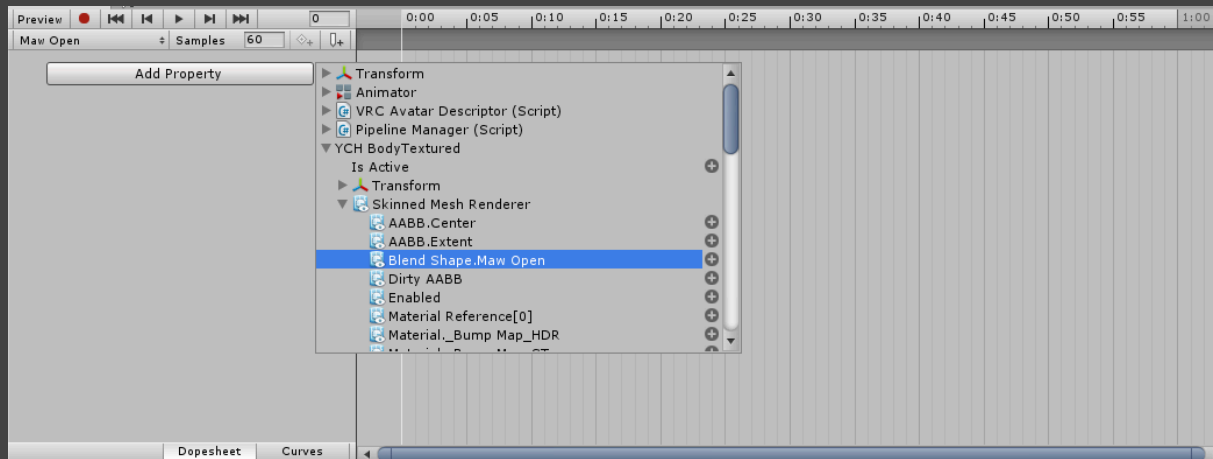 Preview 0 0:00 0:05 0:10 0:15 0:20 0:25 0:30 0:35 0:40 0:45 0:50 0:55 1:00
Maw Open Samples 60
Add Property
Transform
Animator
VRC Avatar Descriptor (Script)
Pipeline Manager (Script)
YCH BodyTextured
Is Active
Transform
Skinned Mesh Renderer
AABB.Center
AABB.Extent
Blend Shape.Maw Open
Dirty AABB
Enabled
Material Reference[0]
Material._Bump Map_HDR
Dopesheet Curves